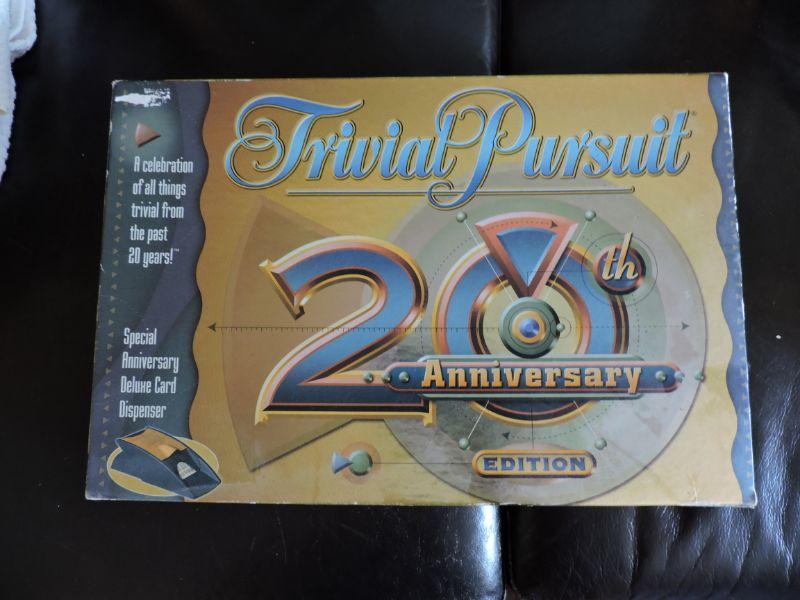 Trivial Pursuit
A celebration
of all things
trivial from
the past
20 years!™
20th
Anniversary
EDITION
Special
Anniversary
Deluxe Card
Dispenser